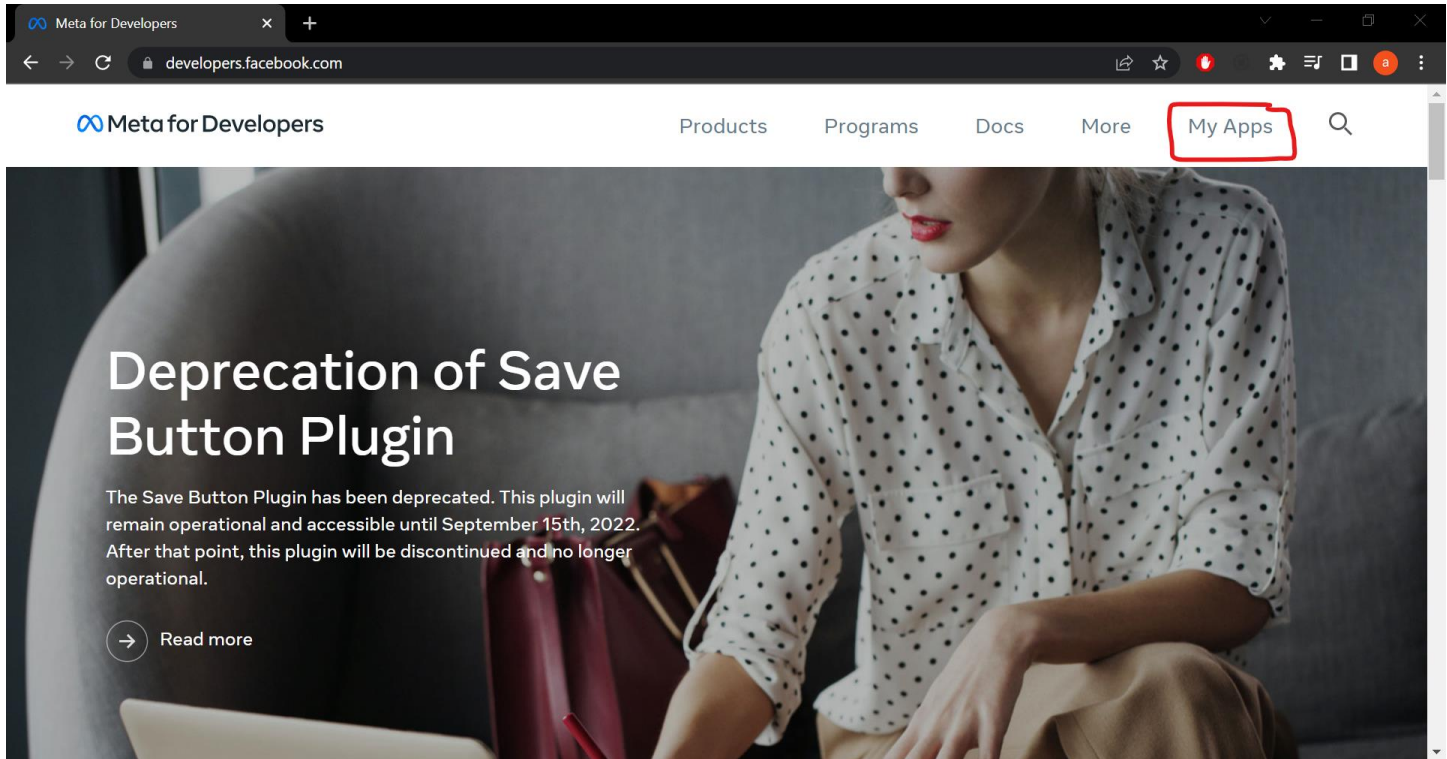 Meta for Developers
developers.facebook.com
a
Meta for Developers
Products Programs Docs More My Apps
Deprecation of Save
Button Plugin
The Save Button Plugin has been deprecated. This plugin will
remain operational and accessible until September 15th, 2022.
After that point, this plugin will be discontinued and no longer
operational.
Read more